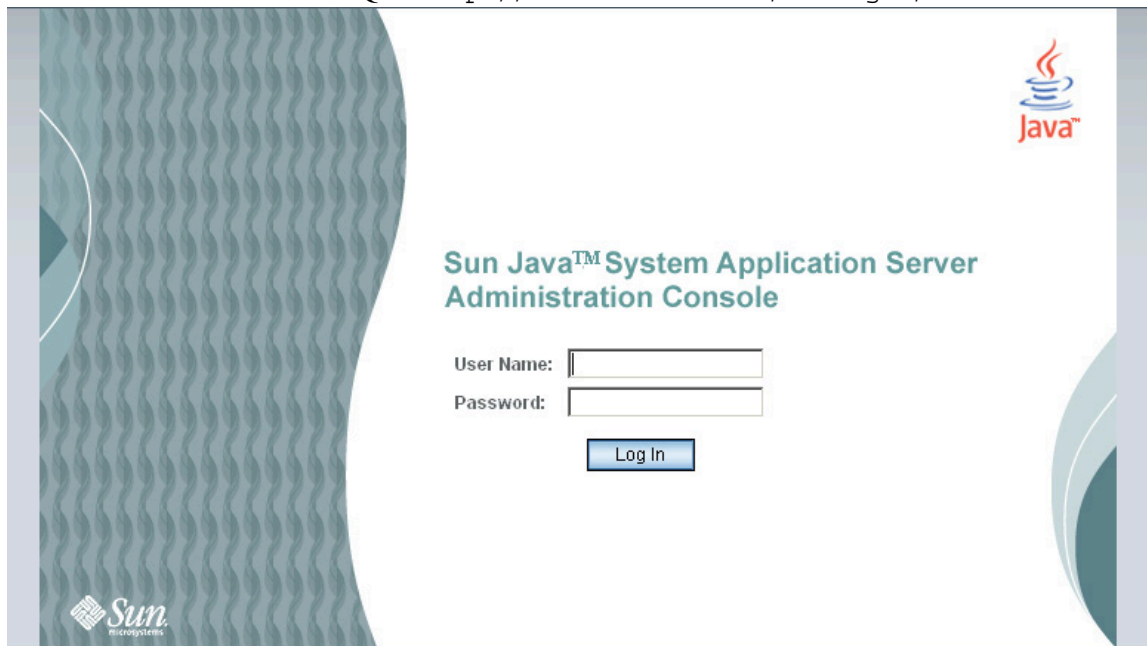 Java™
Sun Java™ System Application Server
Administration Console
User Name:
Password:
Log In
Sun
microsystems